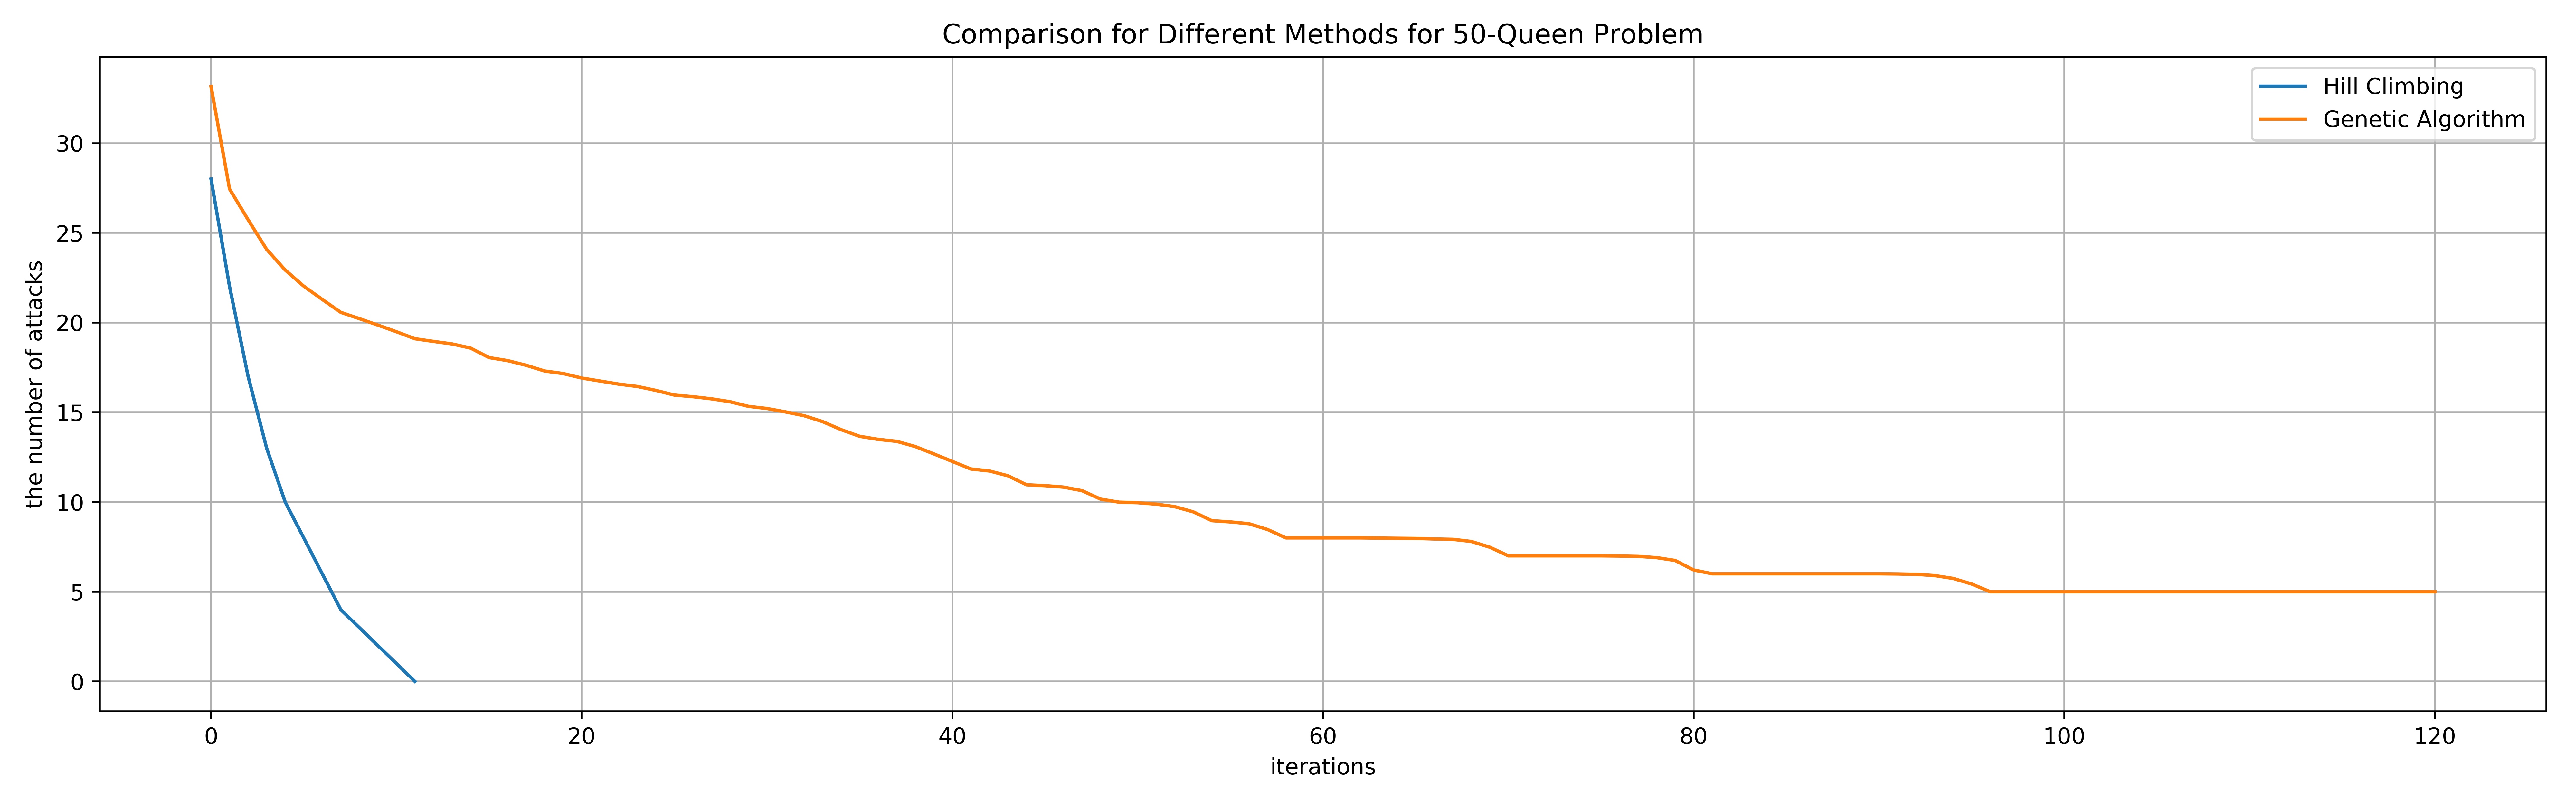 Comparison for Different Methods for 50-Queen Problem
Hill Climbing
Genetic Algorithm
the number of attacks
30
25
20
15
10
5
0
0 20 40 60 80 100 120
iterations